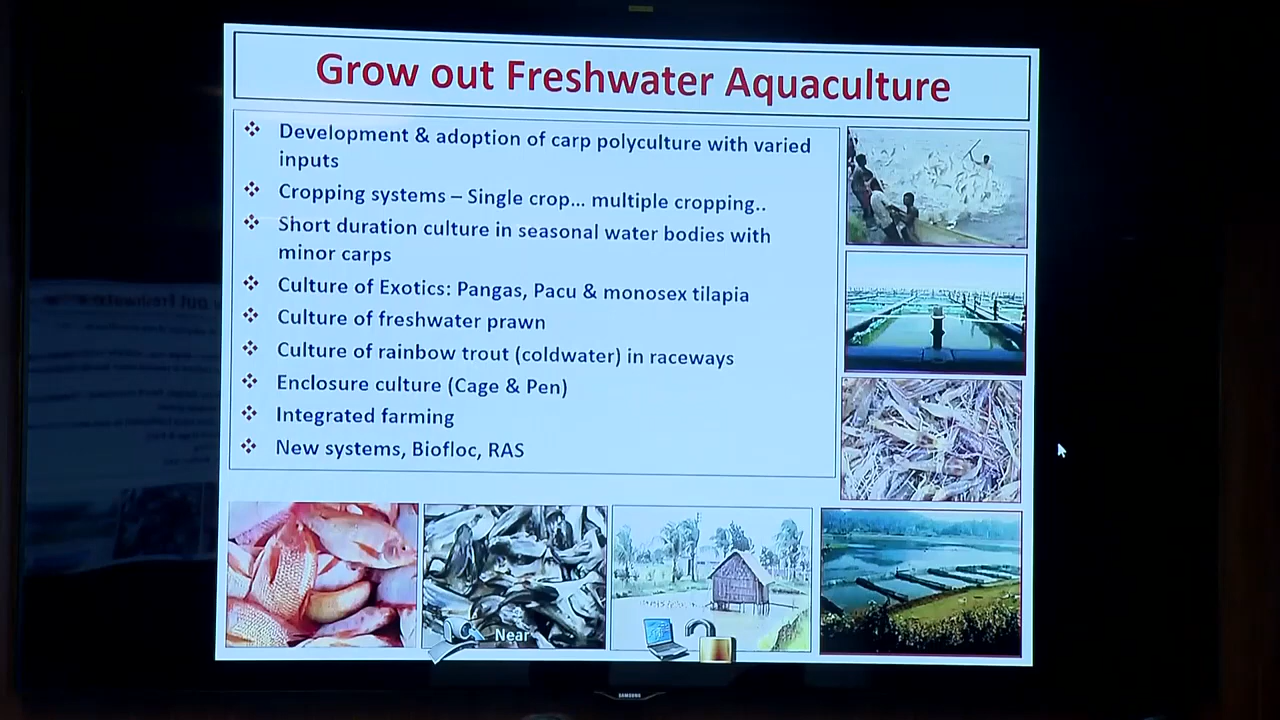 Grow out Freshwater Aquaculture
❖ Development & adoption of carp polyculture with varied
inputs
❖ Cropping systems – Single crop... multiple cropping..
❖ Short duration culture in seasonal water bodies with
minor carps
❖ Culture of Exotics: Pangas, Pacu & monosex tilapia
❖ Culture of freshwater prawn
❖ Culture of rainbow trout (coldwater) in raceways
❖ Enclosure culture (Cage & Pen)
❖ Integrated farming
❖ New systems, Biofloc, RAS
Near
SAMSUNG